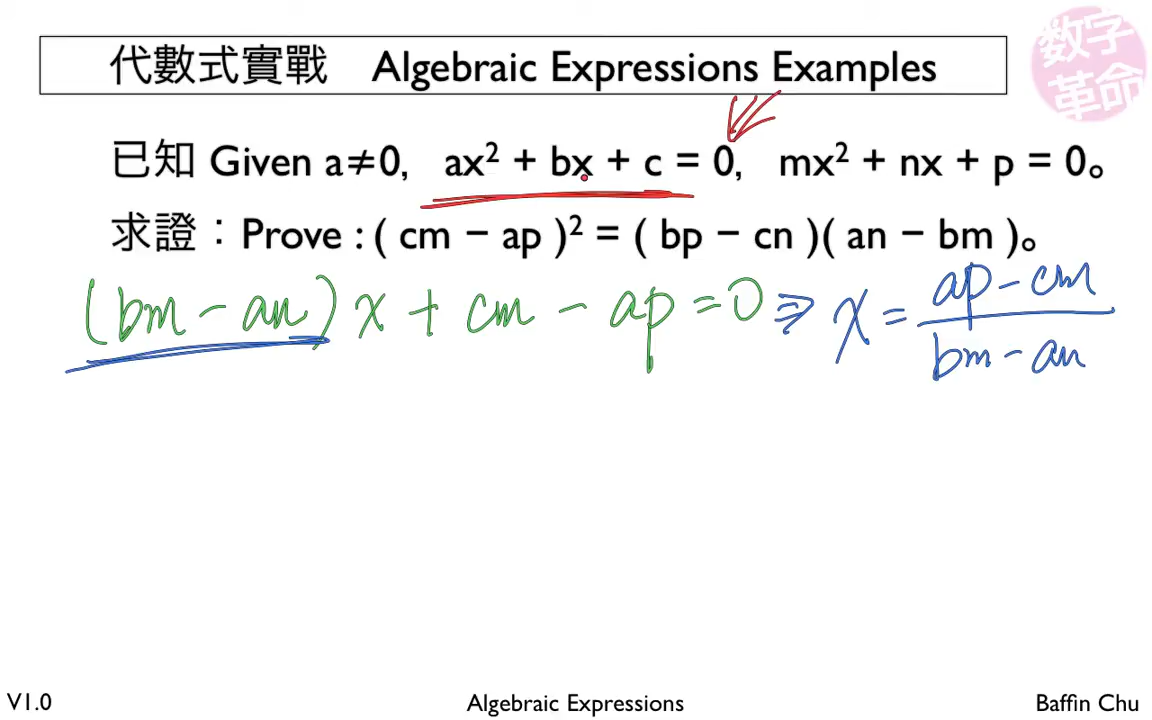 代數式實戰 Algebraic Expressions Examples
数字
革命
已知 Given a≠0, ax² + bx + c = 0, mx² + nx + p = 0。
求證：Prove : ( cm − ap )² = ( bp − cn )( an − bm )。
(bm − an) x + cm − ap = 0 ⇒ x = (ap − cm)/(bm − an)
V1.0 Algebraic Expressions Baffin Chu